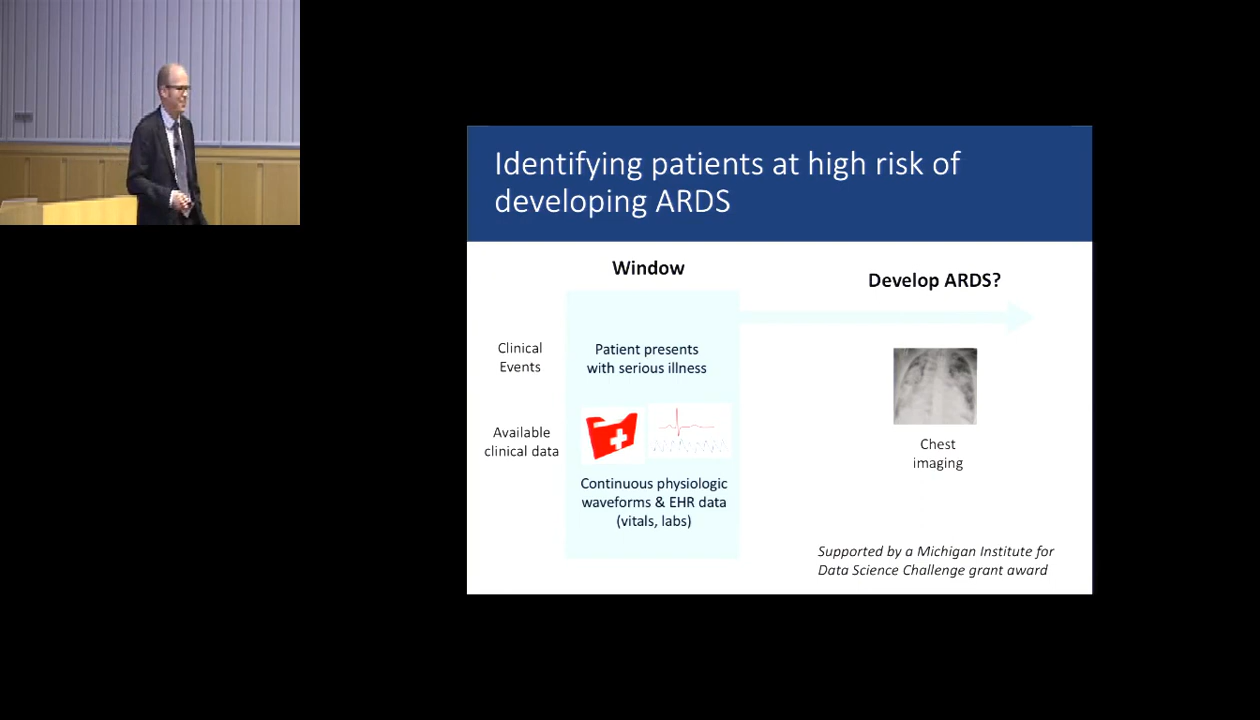 Identifying patients at high risk of
developing ARDS
Window
Develop ARDS?
Clinical
Events
Patient presents
with serious illness
Available
clinical data
Continuous physiologic
waveforms & EHR data
(vitals, labs)
Chest
imaging
Supported by a Michigan Institute for
Data Science Challenge grant award